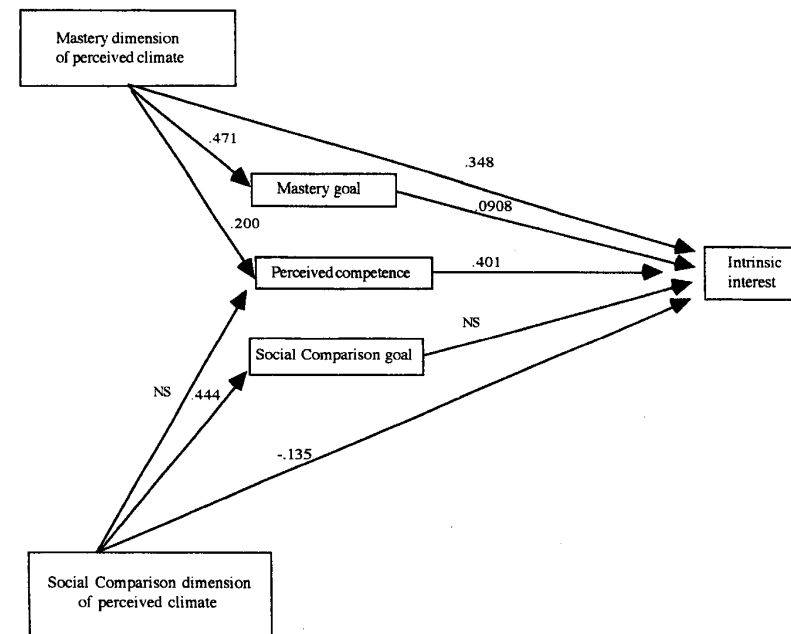 Mastery dimension
of perceived climate
.471
.348
Mastery goal
.0908
.200
Perceived competence
.401
Intrinsic
interest
NS
Social Comparison goal
NS
.444
-.135
Social Comparison dimension
of perceived climate